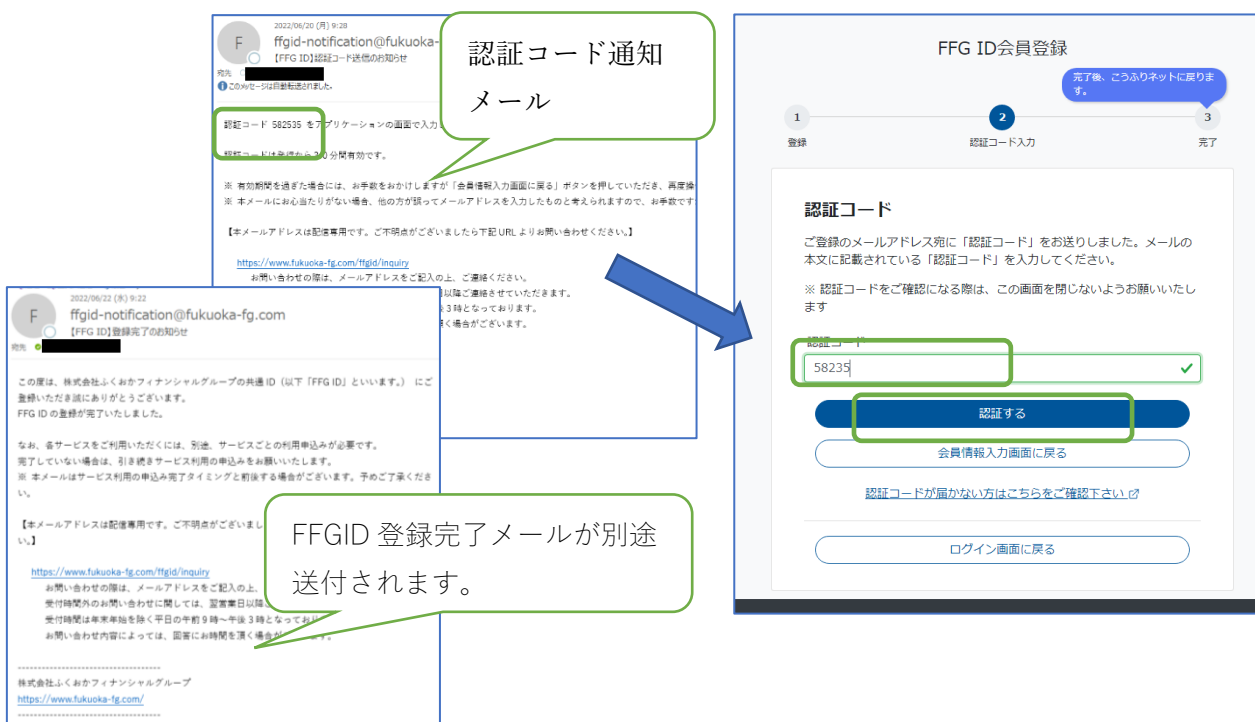 2022/06/20 (月) 9:28
F
ffgid-notification@fukuoka-
【FFG ID】認証コード送信のお知らせ
宛先
このメッセージは自動転送されました。
認証コード 582535 をアプリケーションの画面で入力
認証コードは発行から 0 分間有効です。
※ 有効期間を過ぎた場合には、お手数をおかけしますが「会員情報入力画面に戻る」ボタンを押していただき、再度操
※ 本メールにお心当たりがない場合、他の方が誤ってメールアドレスを入力したものと考えられますので、お手数です
【本メールアドレスは配信専用です。ご不明点がございましたら下記 URL よりお問い合わせください。】
https://www.fukuoka-fg.com/ffgid/inquiry
お問い合わせの際は、メールアドレスをご記入の上、ご連絡ください。
以降ご連絡させていただきます。
3 時となっております。
く場合がございます。
認証コード通知
メール
2022/06/22 (水) 9:22
F
ffgid-notification@fukuoka-fg.com
【FFG ID】登録完了のお知らせ
宛先
この度は、株式会社ふくおかフィナンシャルグループの共通 ID（以下「FFG ID」といいます。） にご
登録いただき誠にありがとうございます。
FFG ID の登録が完了いたしました。
なお、各サービスをご利用いただくには、別途、サービスごとの利用申込みが必要です。
完了していない場合は、引き続きサービス利用の申込みをお願いいたします。
※ 本メールはサービス利用の申込み完了タイミングと前後する場合がございます。予めご了承くださ
い。
【本メールアドレスは配信専用です。ご不明点がございまし
い。】
https://www.fukuoka-fg.com/ffgid/inquiry
お問い合わせの際は、メールアドレスをご記入の上、
受付時間外のお問い合わせに関しては、翌営業日以降
受付時間は年末年始を除く平日の午前 9 時～午後 3 時となってお
お問い合わせ内容によっては、回答にお時間を頂く場合が ます。
------------------------------------
株式会社ふくおかフィナンシャルグループ
https://www.fukuoka-fg.com/
------------------------------------
FFGID 登録完了メールが別途
送付されます。
FFG ID会員登録
完了後、こうふりネットに戻りま
す。
1
2
3
登録
認証コード入力
完了
認証コード
ご登録のメールアドレス宛に「認証コード」をお送りしました。メールの
本文に記載されている「認証コード」を入力してください。
※ 認証コードをご確認になる際は、この画面を閉じないようお願いいたし
ます
認証コード
58235
認証する
会員情報入力画面に戻る
認証コードが届かない方はこちらをご確認下さい
ログイン画面に戻る